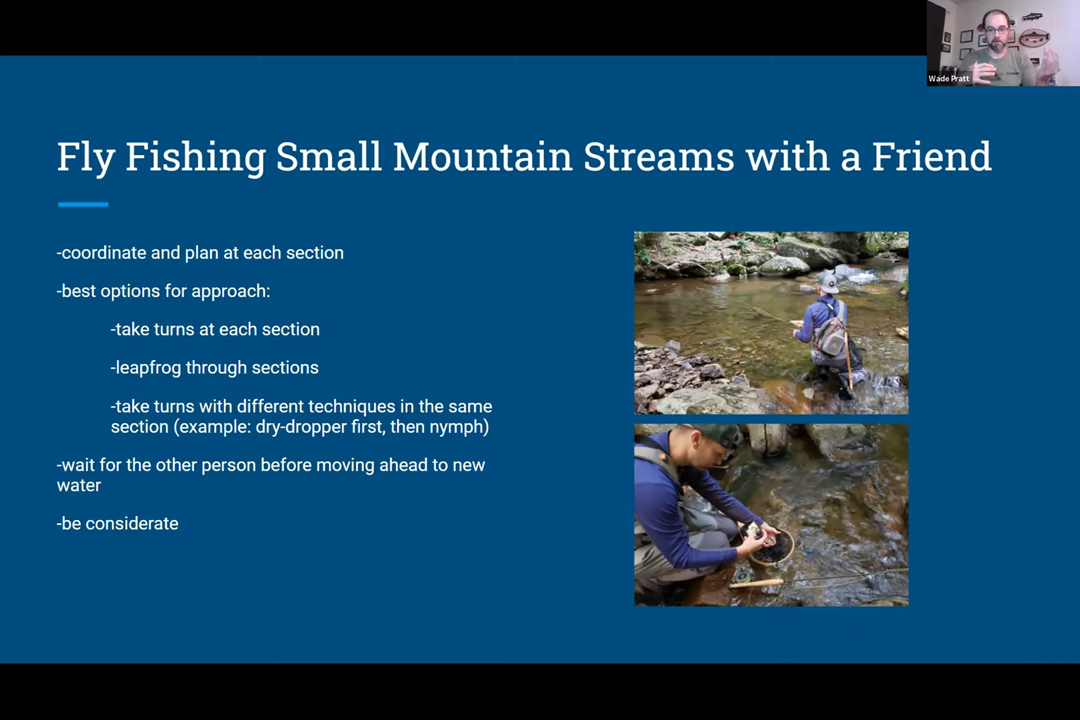 Wade Pratt
Fly Fishing Small Mountain Streams with a Friend
-coordinate and plan at each section
-best options for approach:
-take turns at each section
-leapfrog through sections
-take turns with different techniques in the same
section (example: dry-dropper first, then nymph)
-wait for the other person before moving ahead to new
water
-be considerate